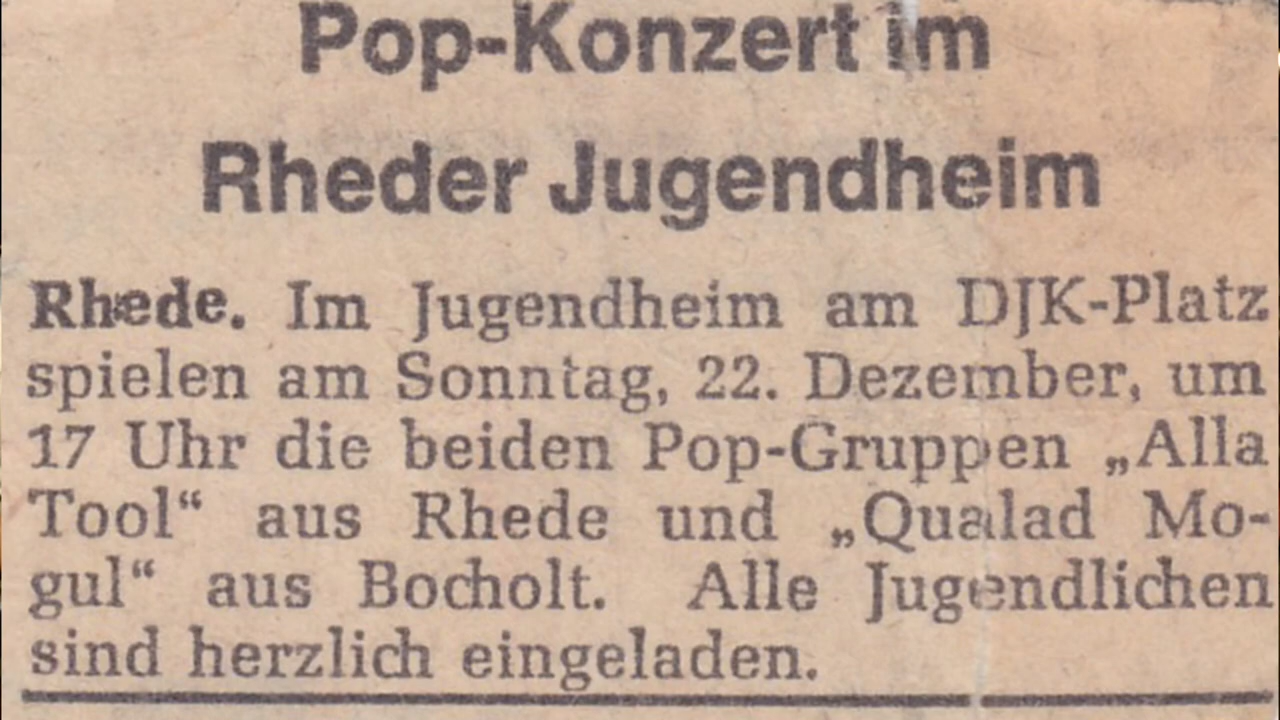 Pop-Konzert im
Rheder Jugendheim
Rhede. Im Jugendheim am DJK-Platz
spielen am Sonntag, 22. Dezember, um
17 Uhr die beiden Pop-Gruppen „Alla
Tool“ aus Rhede und „Qualad Mo-
gul“ aus Bocholt. Alle Jugendlichen
sind herzlich eingeladen.